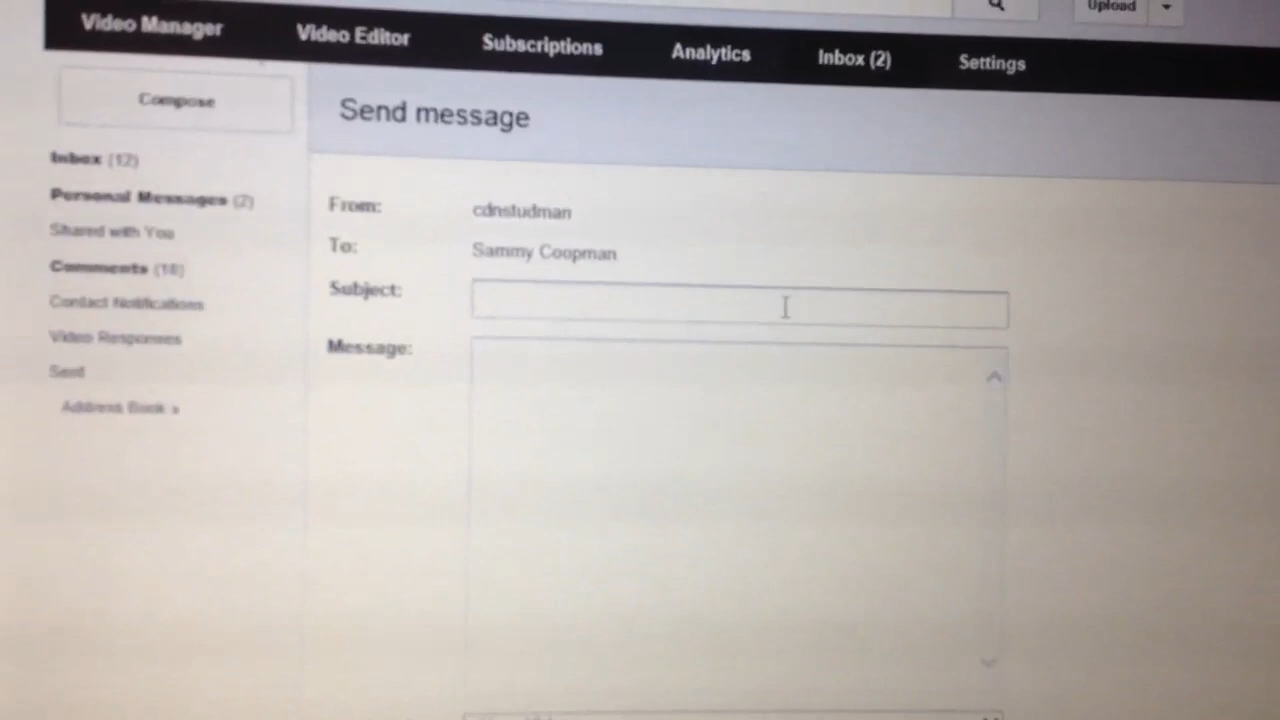 Upload
Video Manager Video Editor Subscriptions Analytics Inbox (2) Settings
Compose
Send message
Inbox (12)
Personal Messages (2)
Shared with You
Comments (18)
Contact Notifications
Video Responses
Sent
Address Book »
From: cdnstudman
To: Sammy Coopman
Subject:
Message: